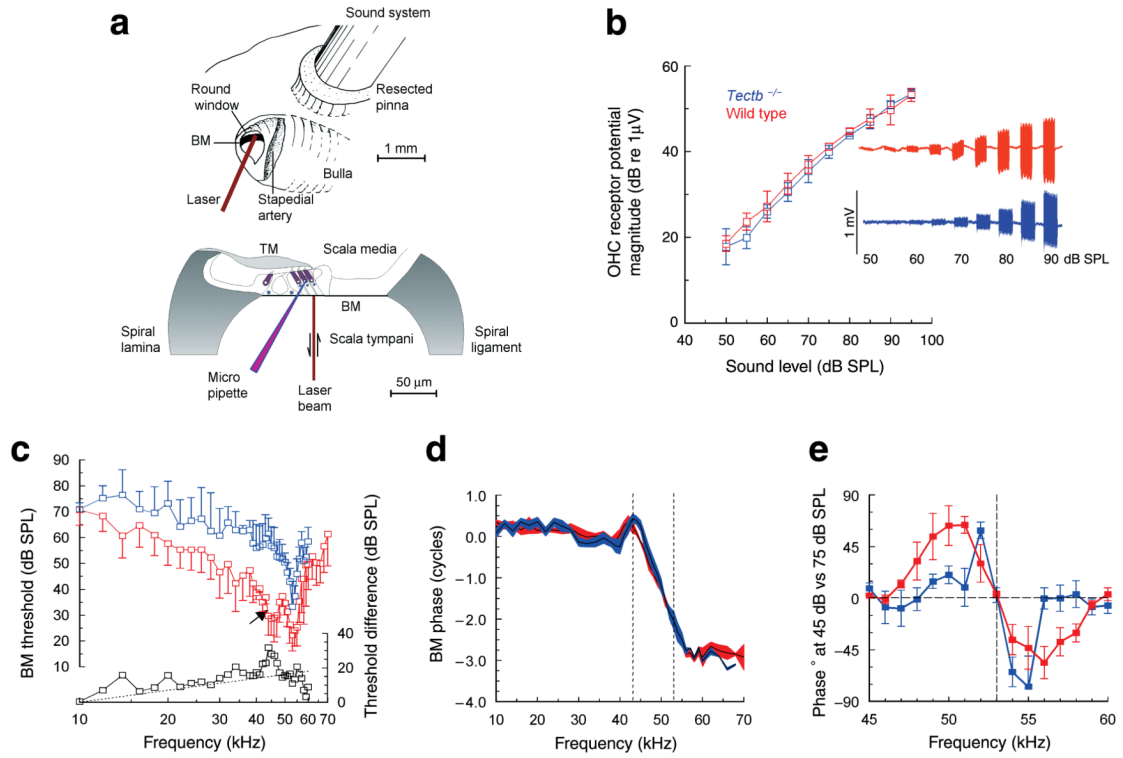 a
Sound system
Round
window
Resected
pinna
BM
1 mm
Bulla
Laser
Stapedial
artery
TM
Scala media
BM
Spiral
lamina
Scala tympani
Spiral
ligament
Micro
pipette
Laser
beam
50 μm
b
OHC receptor potential
magnitude (dB re 1μV)
60
40
20
0
Tectb −/−
Wild type
1 mV
50 60 70 80 90 dB SPL
40 50 60 70 80 90 100
Sound level (dB SPL)
c
BM threshold (dB SPL)
90
80
70
60
50
40
30
20
10
Threshold difference (dB SPL)
40
20
0
10 20 30 40 50 60 70
Frequency (kHz)
d
BM phase (cycles)
1.0
0.0
−1.0
−2.0
−3.0
−4.0
10 20 30 40 50 60 70
Frequency (kHz)
e
Phase ° at 45 dB vs 75 dB SPL
90
45
0
−45
−90
45 50 55 60
Frequency (kHz)